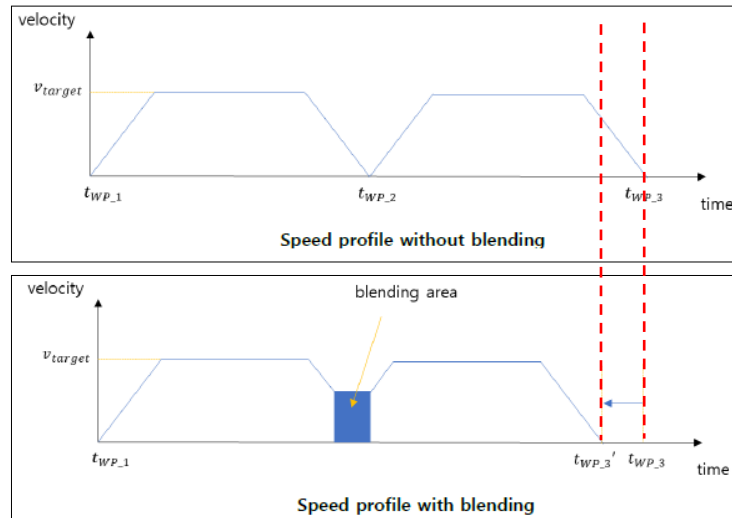 velocity
v_target
t_WP_1
t_WP_2
t_WP_3
time
Speed profile without blending
velocity
blending area
v_target
t_WP_1
t_WP_3'
t_WP_3
time
Speed profile with blending